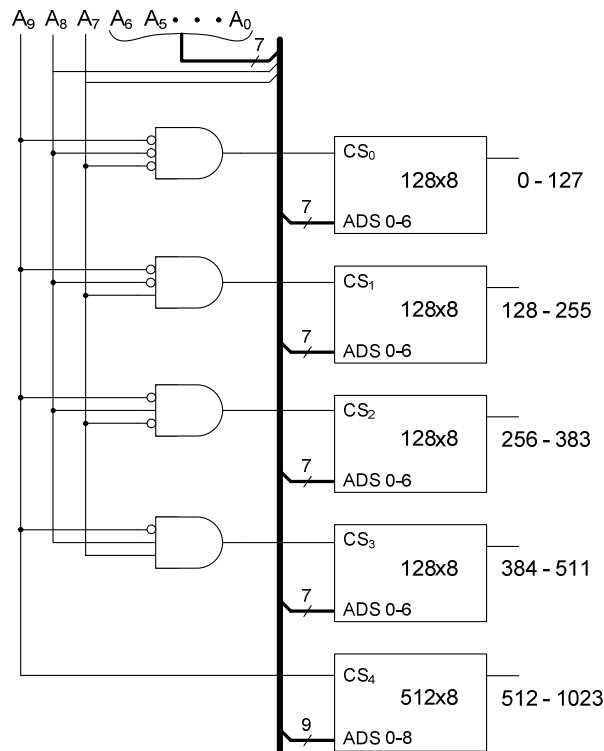 A₉ A₈ A₇ A₆ A₅ • • • A₀
7
CS₀
128x8
0 - 127
7
ADS 0-6
CS₁
128x8
128 - 255
7
ADS 0-6
CS₂
128x8
256 - 383
7
ADS 0-6
CS₃
128x8
384 - 511
7
ADS 0-6
CS₄
512x8
512 - 1023
9
ADS 0-8